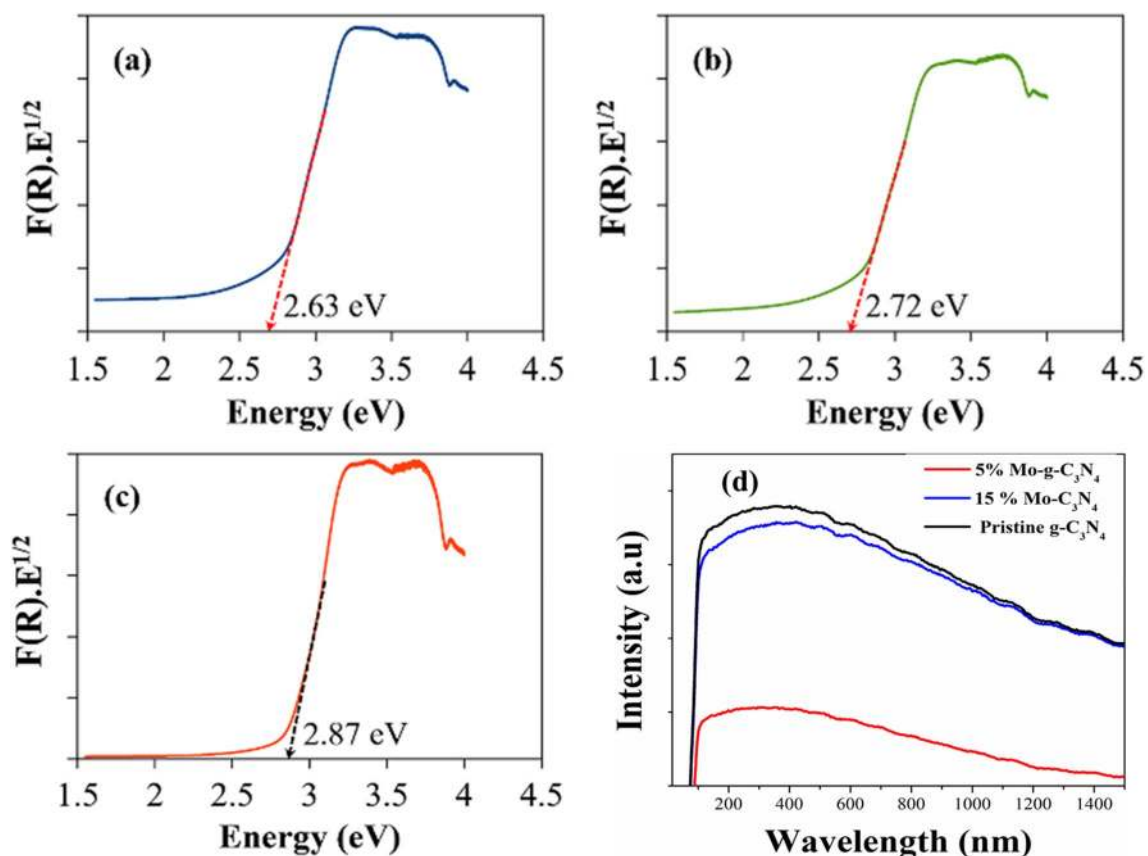 (a)
F(R).E^1/2
2.63 eV
1.5 2 2.5 3 3.5 4 4.5
Energy (eV)
(b)
F(R).E^1/2
2.72 eV
1.5 2 2.5 3 3.5 4 4.5
Energy (eV)
(c)
F(R).E^1/2
2.87 eV
1.5 2 2.5 3 3.5 4 4.5
Energy (eV)
(d)
5% Mo-g-C₃N₄
15 % Mo-C₃N₄
Pristine g-C₃N₄
Intensity (a.u)
200 400 600 800 1000 1200 1400
Wavelength (nm)